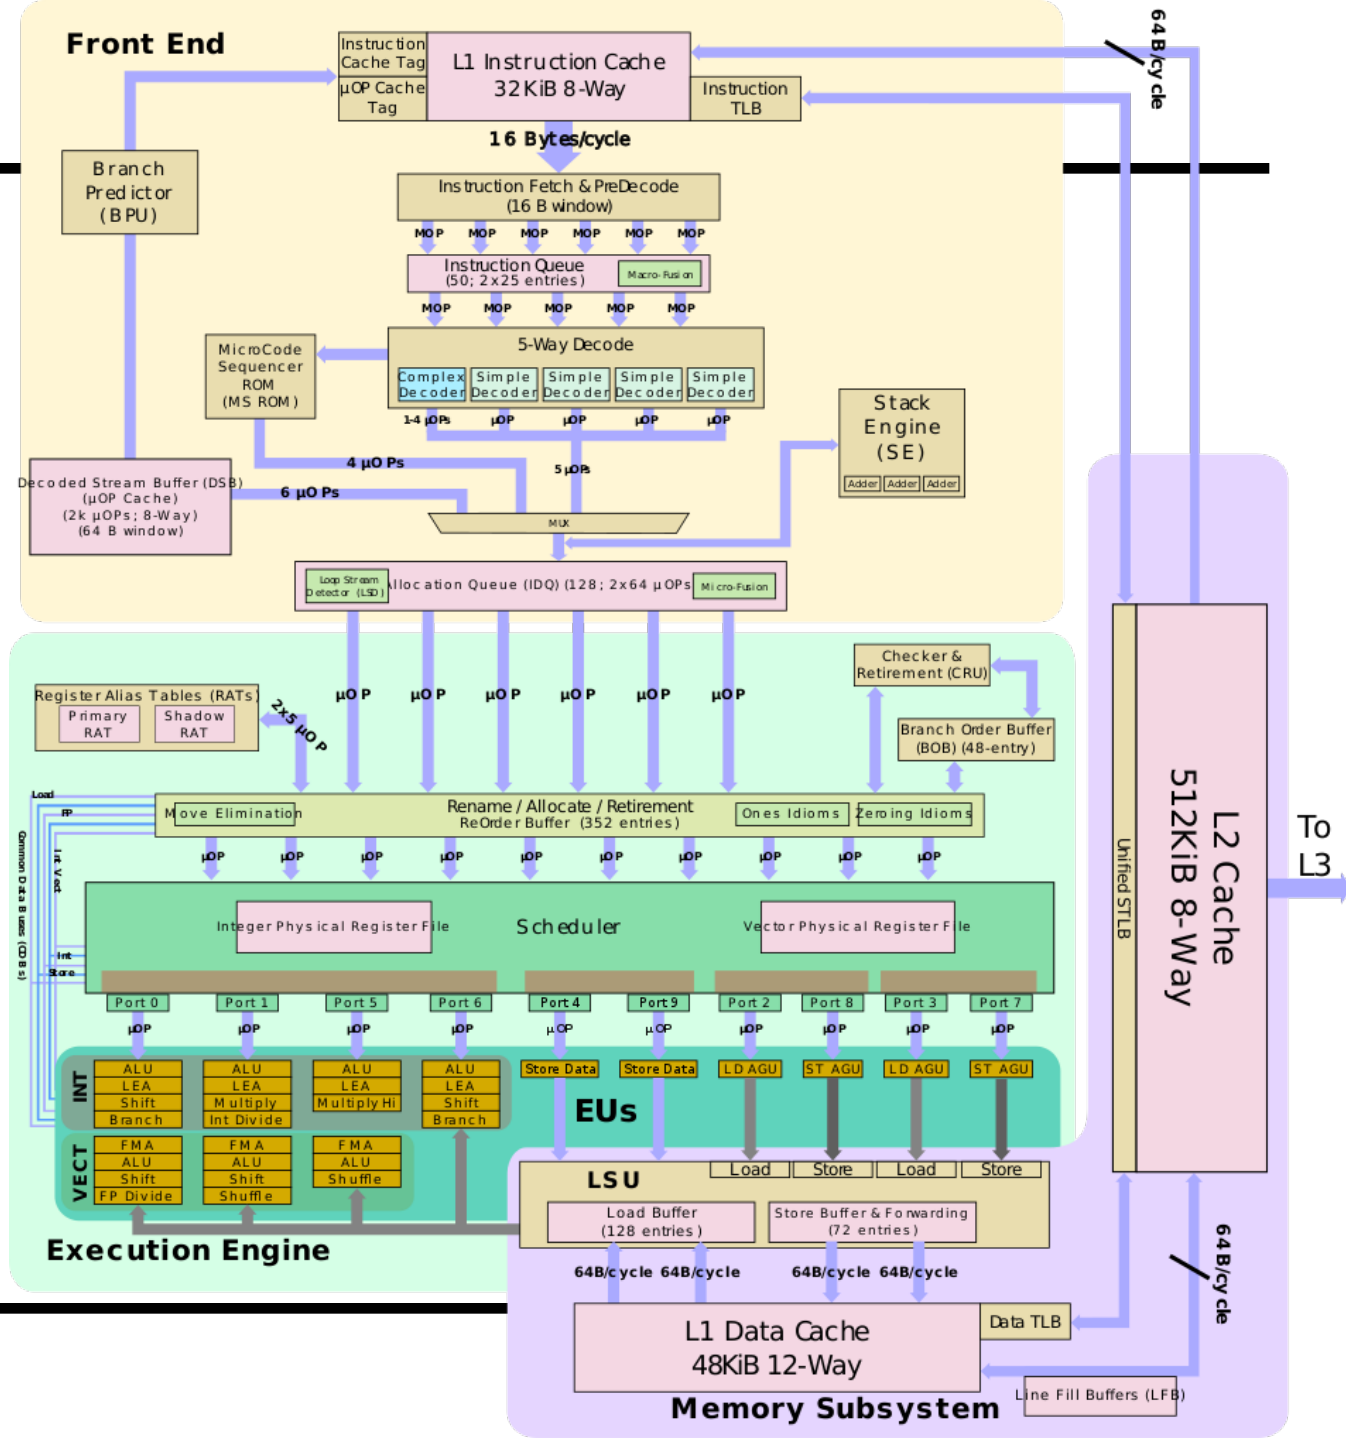 Front End
Instruction
Cache Tag
µOP Cache
Tag
L1 Instruction Cache
32KiB 8-Way
Instruction
TLB
64B/cycle
16 Bytes/cycle
Branch
Predictor
(BPU)
Instruction Fetch & PreDecode
(16 B window)
MOP MOP MOP MOP MOP MOP
Instruction Queue
(50; 2x25 entries)
Macro-Fusion
MOP MOP MOP MOP MOP
MicroCode
Sequencer
ROM
(MS ROM)
5-Way Decode
Complex
Decoder
Simple
Decoder
Simple
Decoder
Simple
Decoder
Simple
Decoder
1-4 µOPs µOP µOP µOP µOP
Stack
Engine
(SE)
Adder Adder Adder
4 µOPs
5 µOPs
6 µOPs
Decoded Stream Buffer (DSB)
(µOP Cache)
(2k µOPs; 8-Way)
(64 B window)
MUX
Loop Stream
Detector (LSD)
Allocation Queue (IDQ) (128; 2x64 µOPs
Micro-Fusion
µOP µOP µOP µOP µOP µOP
Checker &
Retirement (CRU)
Register Alias Tables (RATs)
Primary
RAT
Shadow
RAT
2x5 µOP
Branch Order Buffer
(BOB) (48-entry)
Load
FP
Int Vect
Common Data Buses (CDBs)
Move Elimination
Rename / Allocate / Retirement
ReOrder Buffer (352 entries)
Ones Idioms
Zeroing Idioms
µOP µOP µOP µOP µOP µOP µOP µOP µOP µOP
Integer Physical Register File
Scheduler
Vector Physical Register File
Int
Store
Port 0 Port 1 Port 5 Port 6 Port 4 Port 9 Port 2 Port 8 Port 3 Port 7
µOP µOP µOP µOP µOP µOP µOP µOP µOP µOP
INT
ALU
LEA
Shift
Branch
ALU
LEA
Multiply
Int Divide
ALU
LEA
MultiplyHi
ALU
LEA
Shift
Branch
Store Data Store Data LD AGU ST AGU LD AGU ST AGU
EUs
VECT
FMA
ALU
Shift
FP Divide
FMA
ALU
Shift
Shuffle
FMA
ALU
Shuffle
Execution Engine
LSU
Load Store Load Store
Load Buffer
(128 entries)
Store Buffer & Forwarding
(72 entries)
64B/cycle 64B/cycle 64B/cycle 64B/cycle
L1 Data Cache
48KiB 12-Way
Data TLB
64B/cycle
Line Fill Buffers (LFB)
Memory Subsystem
Unified STLB
L2 Cache
512KiB 8-Way
To
L3